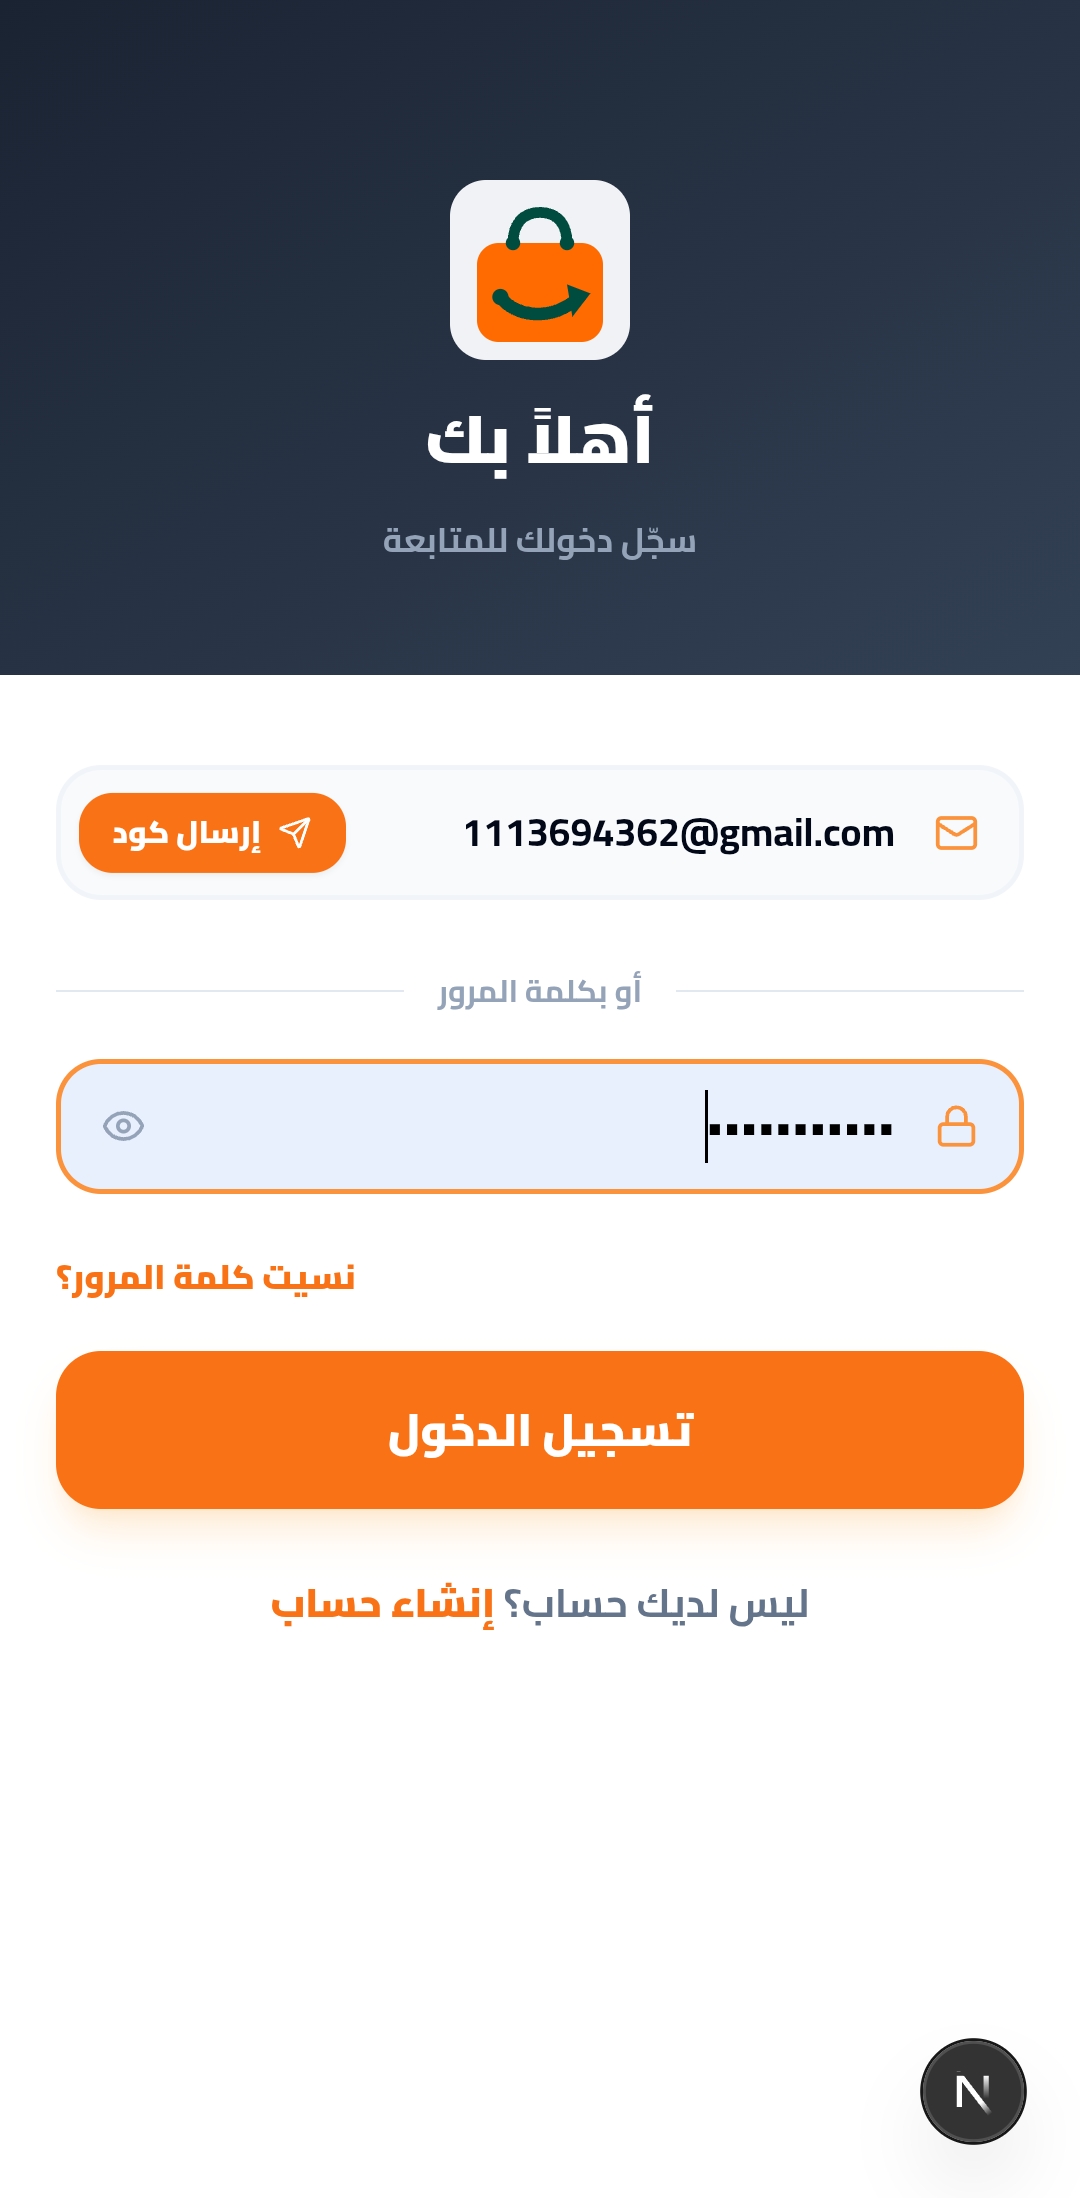 أهلاً بك
سجّل دخولك للمتابعة
1113694362@gmail.com
إرسال كود
أو بكلمة المرور
نسيت كلمة المرور؟
تسجيل الدخول
ليس لديك حساب؟ إنشاء حساب
N